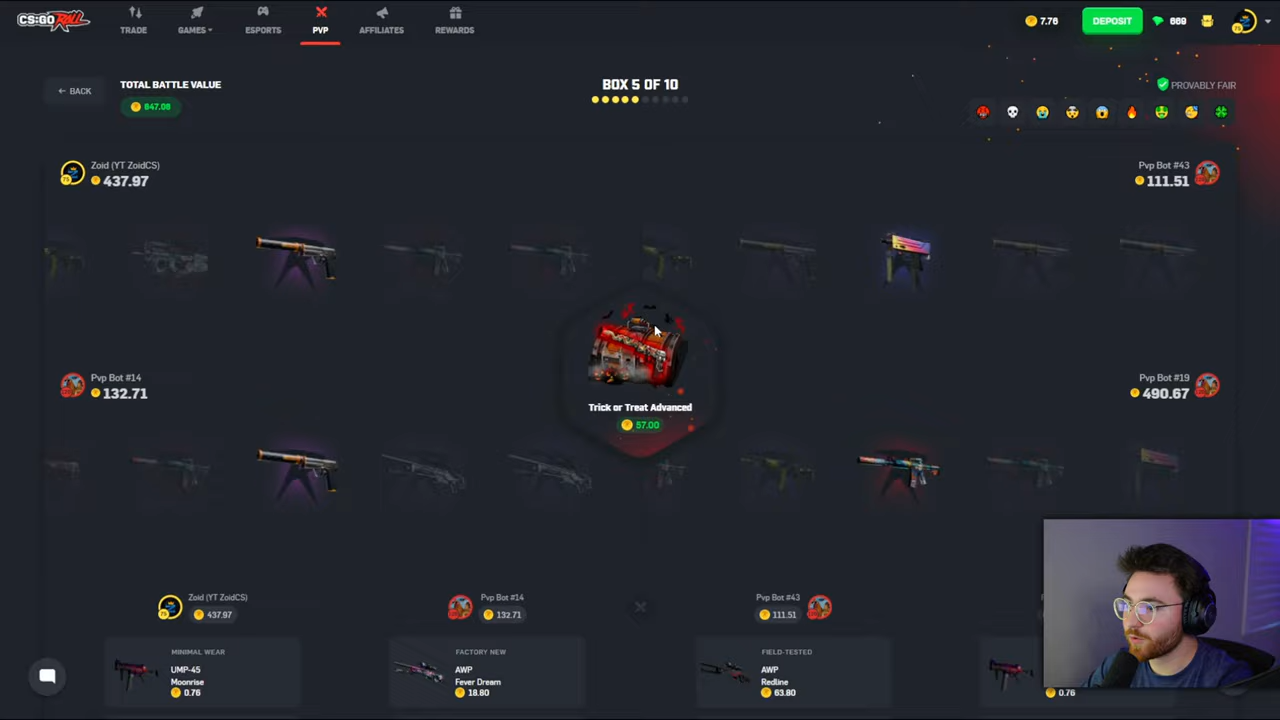 CS:GO ROLL
TRADE
GAMES
ESPORTS
PVP
AFFILIATES
REWARDS
7.76
DEPOSIT
869
75
← BACK
TOTAL BATTLE VALUE
847.08
BOX 5 OF 10
PROVABLY FAIR
Zoid (YT ZoidCS)
437.97
Pvp Bot #43
111.51
Pvp Bot #14
132.71
Pvp Bot #19
490.67
Trick or Treat Advanced
57.00
Zoid (YT ZoidCS)
437.97
Pvp Bot #14
132.71
Pvp Bot #43
111.51
MINIMAL WEAR
UMP-45
Moonrise
0.76
FACTORY NEW
AWP
Fever Dream
18.80
FIELD-TESTED
AWP
Redline
63.80
0.76